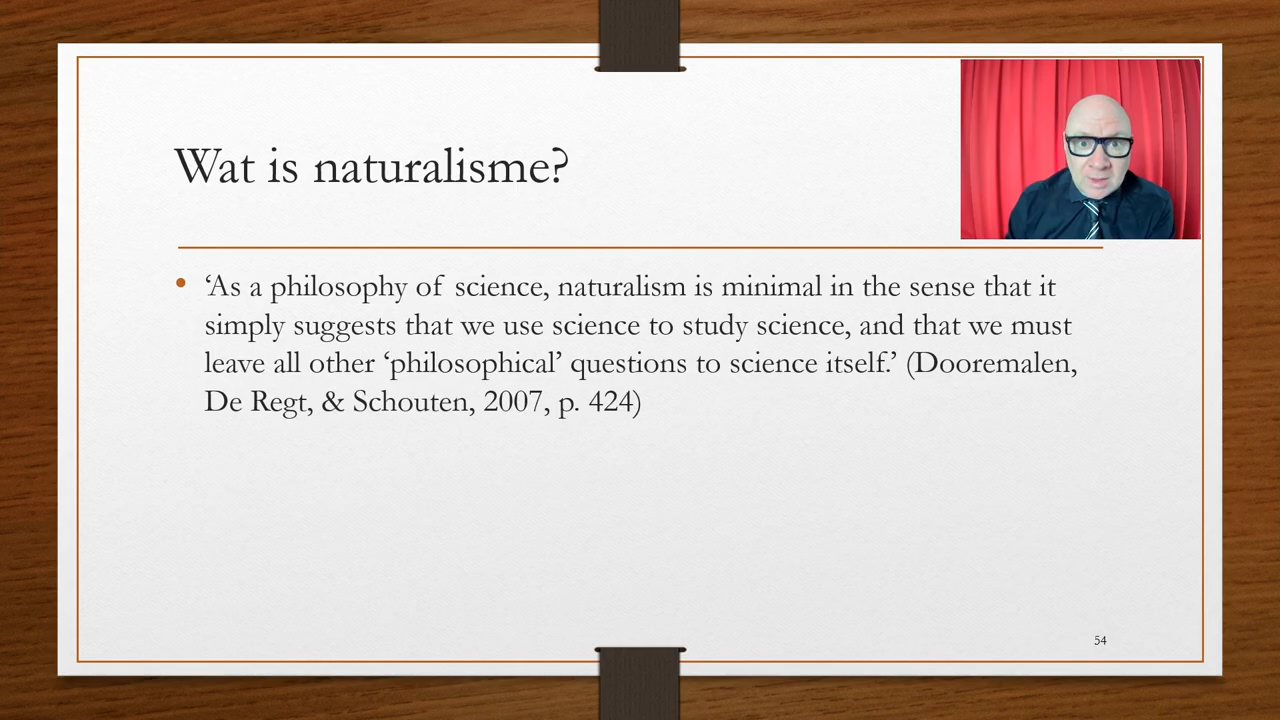 Wat is naturalisme?
• ‘As a philosophy of science, naturalism is minimal in the sense that it
simply suggests that we use science to study science, and that we must
leave all other ‘philosophical’ questions to science itself.’ (Dooremalen,
De Regt, & Schouten, 2007, p. 424)
54